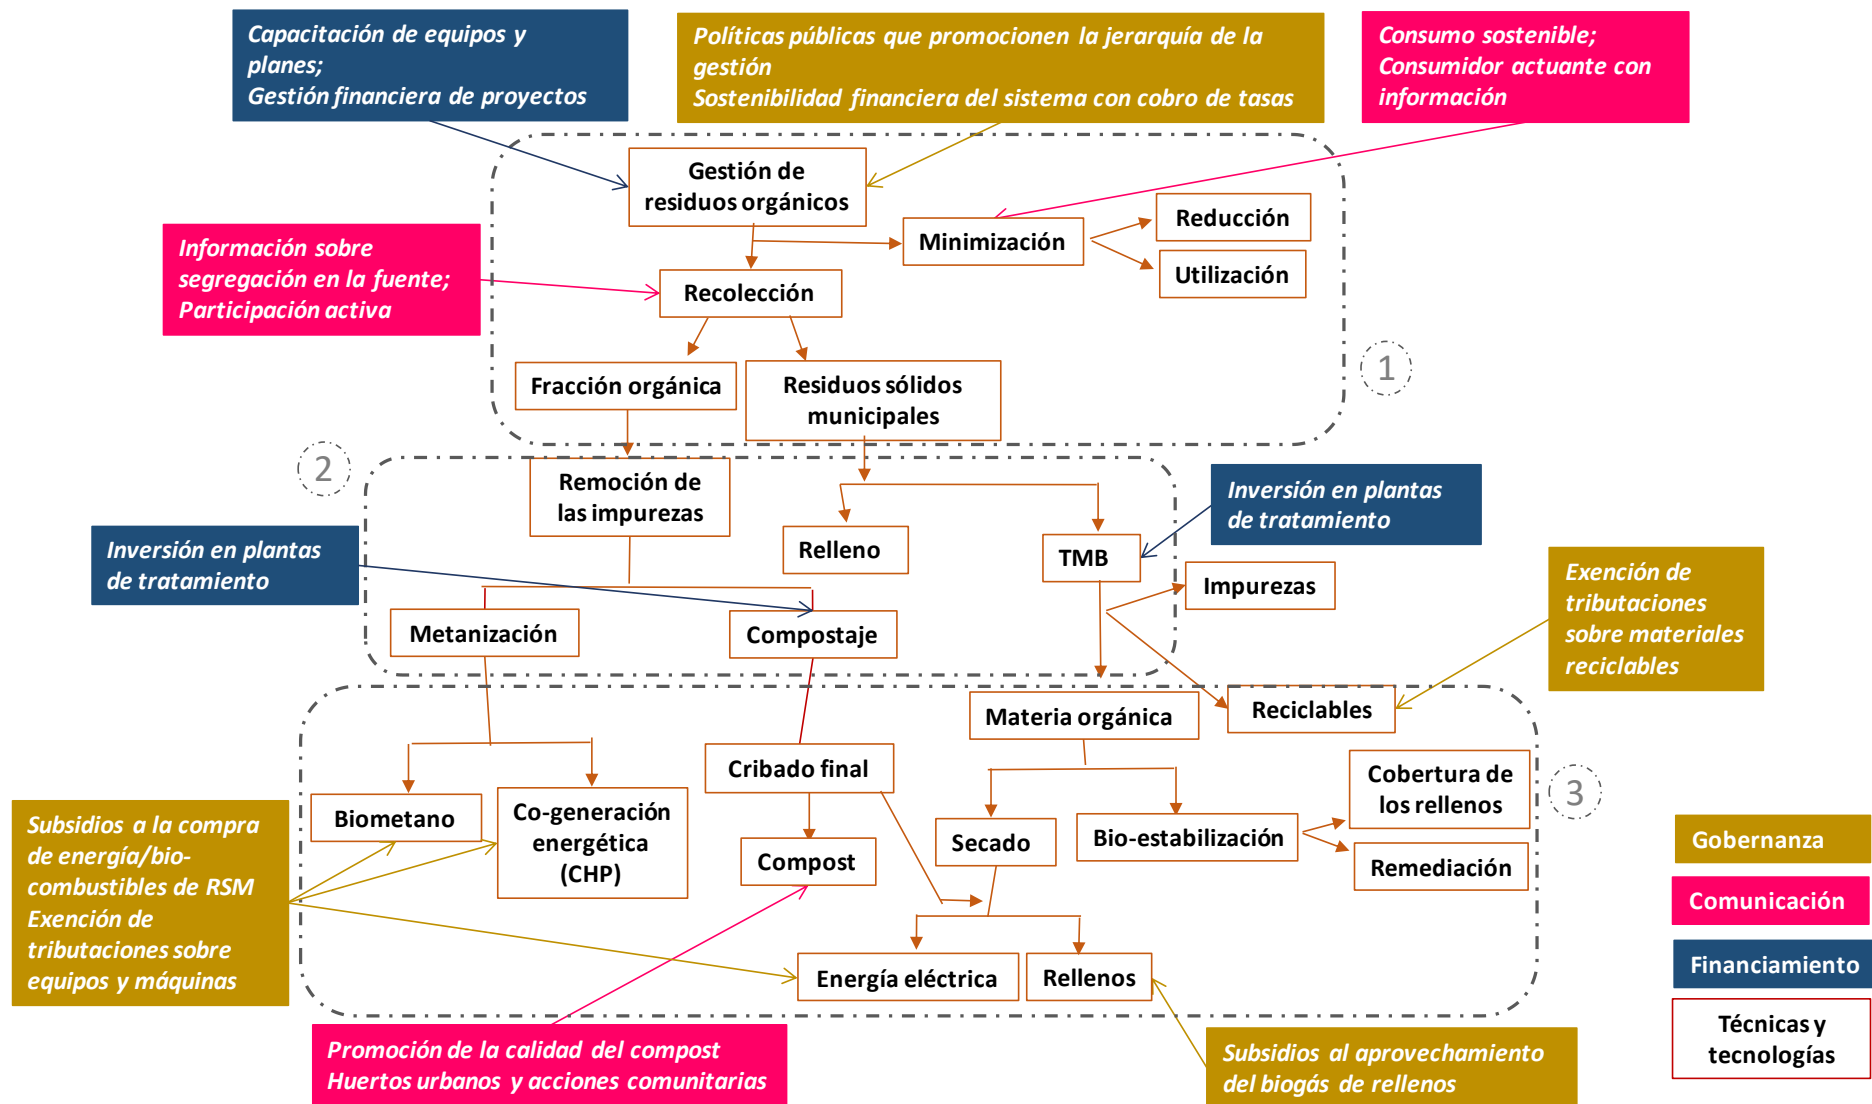 Capacitación de equipos y
planes;
Gestión financiera de proyectos
Políticas públicas que promocionen la jerarquía de la
gestión
Sostenibilidad financiera del sistema con cobro de tasas
Consumo sostenible;
Consumidor actuante con
información
Gestión de
residuos orgánicos
Minimización
Reducción
Utilización
Información sobre
segregación en la fuente;
Participación activa
Recolección
Fracción orgánica
Residuos sólidos
municipales
1
2
Remoción de
las impurezas
Relleno
TMB
Inversión en plantas
de tratamiento
Inversión en plantas
de tratamiento
Impurezas
Exención de
tributaciones
sobre materiales
reciclables
Metanización
Compostaje
Materia orgánica
Reciclables
Cribado final
Cobertura de
los rellenos
3
Biometano
Co-generación
energética
(CHP)
Compost
Secado
Bio-estabilización
Remediación
Subsidios a la compra
de energía/bio-
combustibles de RSM
Exención de
tributaciones sobre
equipos y máquinas
Energía eléctrica
Rellenos
Promoción de la calidad del compost
Huertos urbanos y acciones comunitarias
Subsidios al aprovechamiento
del biogás de rellenos
Gobernanza
Comunicación
Financiamiento
Técnicas y
tecnologías